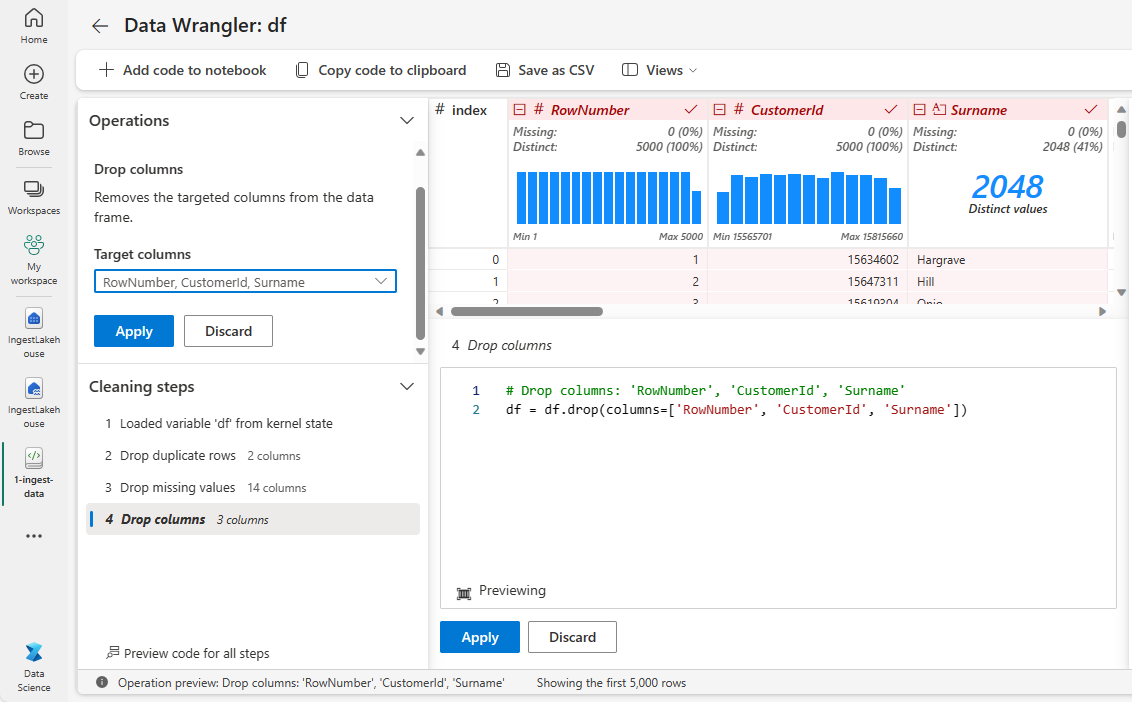 Home
Create
Browse
Workspaces
My
workspace
IngestLakeh
ouse
IngestLakeh
ouse
1-ingest-
data
Data
Science
Data Wrangler: df
Add code to notebook
Copy code to clipboard
Save as CSV
Views
Operations
Drop columns
Removes the targeted columns from the data
frame.
Target columns
RowNumber, CustomerId, Surname
Apply Discard
Cleaning steps
1 Loaded variable 'df' from kernel state
2 Drop duplicate rows 2 columns
3 Drop missing values 14 columns
4 Drop columns 3 columns
Preview code for all steps
# index # RowNumber # CustomerId A Surname
Missing: 0 (0%) Missing: 0 (0%) Missing: 0 (0%)
Distinct: 5000 (100%) Distinct: 5000 (100%) Distinct: 2048 (41%)
2048
Distinct values
Min 1 Max 5000 Min 15565701 Max 15815660
0 1 15634602 Hargrave
1 2 15647311 Hill
2 3 15619304 Onio
4 Drop columns
1 # Drop columns: 'RowNumber', 'CustomerId', 'Surname'
2 df = df.drop(columns=['RowNumber', 'CustomerId', 'Surname'])
Previewing
Apply Discard
Operation preview: Drop columns: 'RowNumber', 'CustomerId', 'Surname' Showing the first 5,000 rows